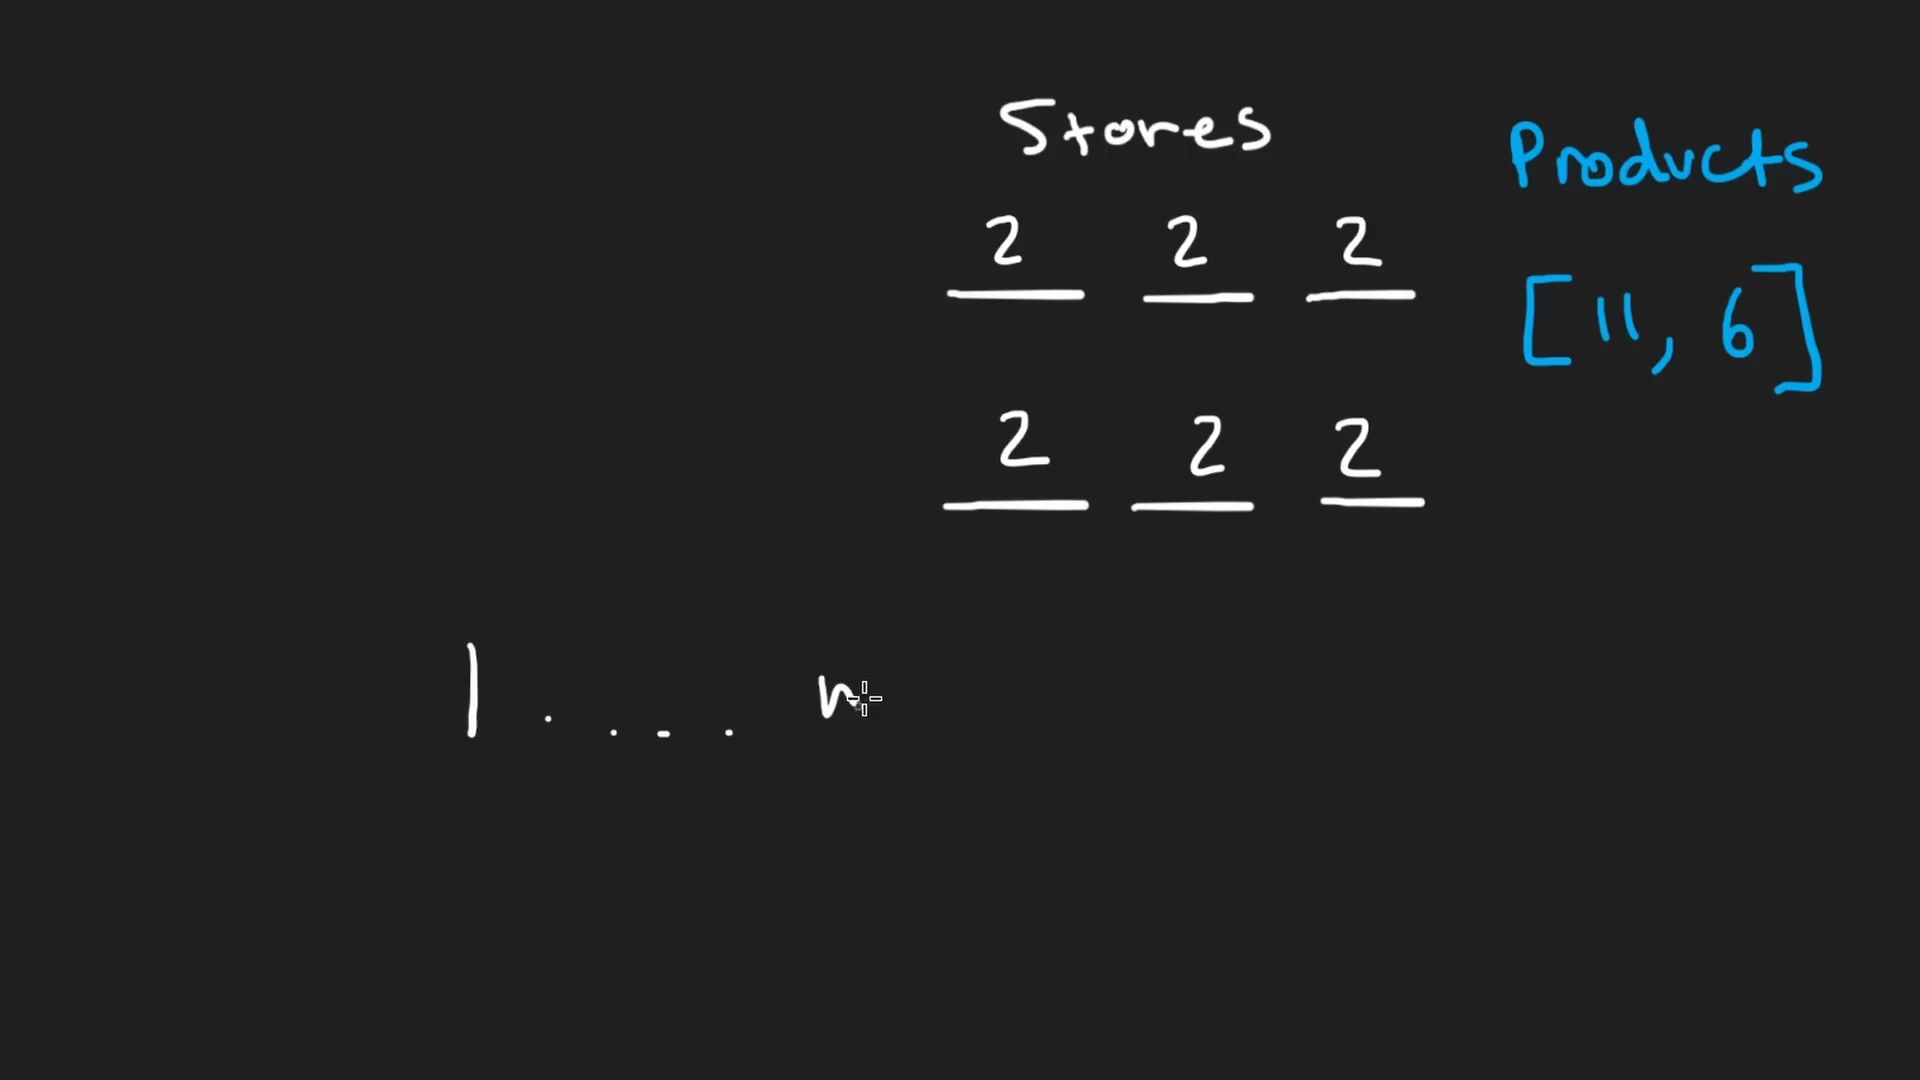 Stores
Products
2 2 2
[11, 6]
2 2 2
1 . . . . n